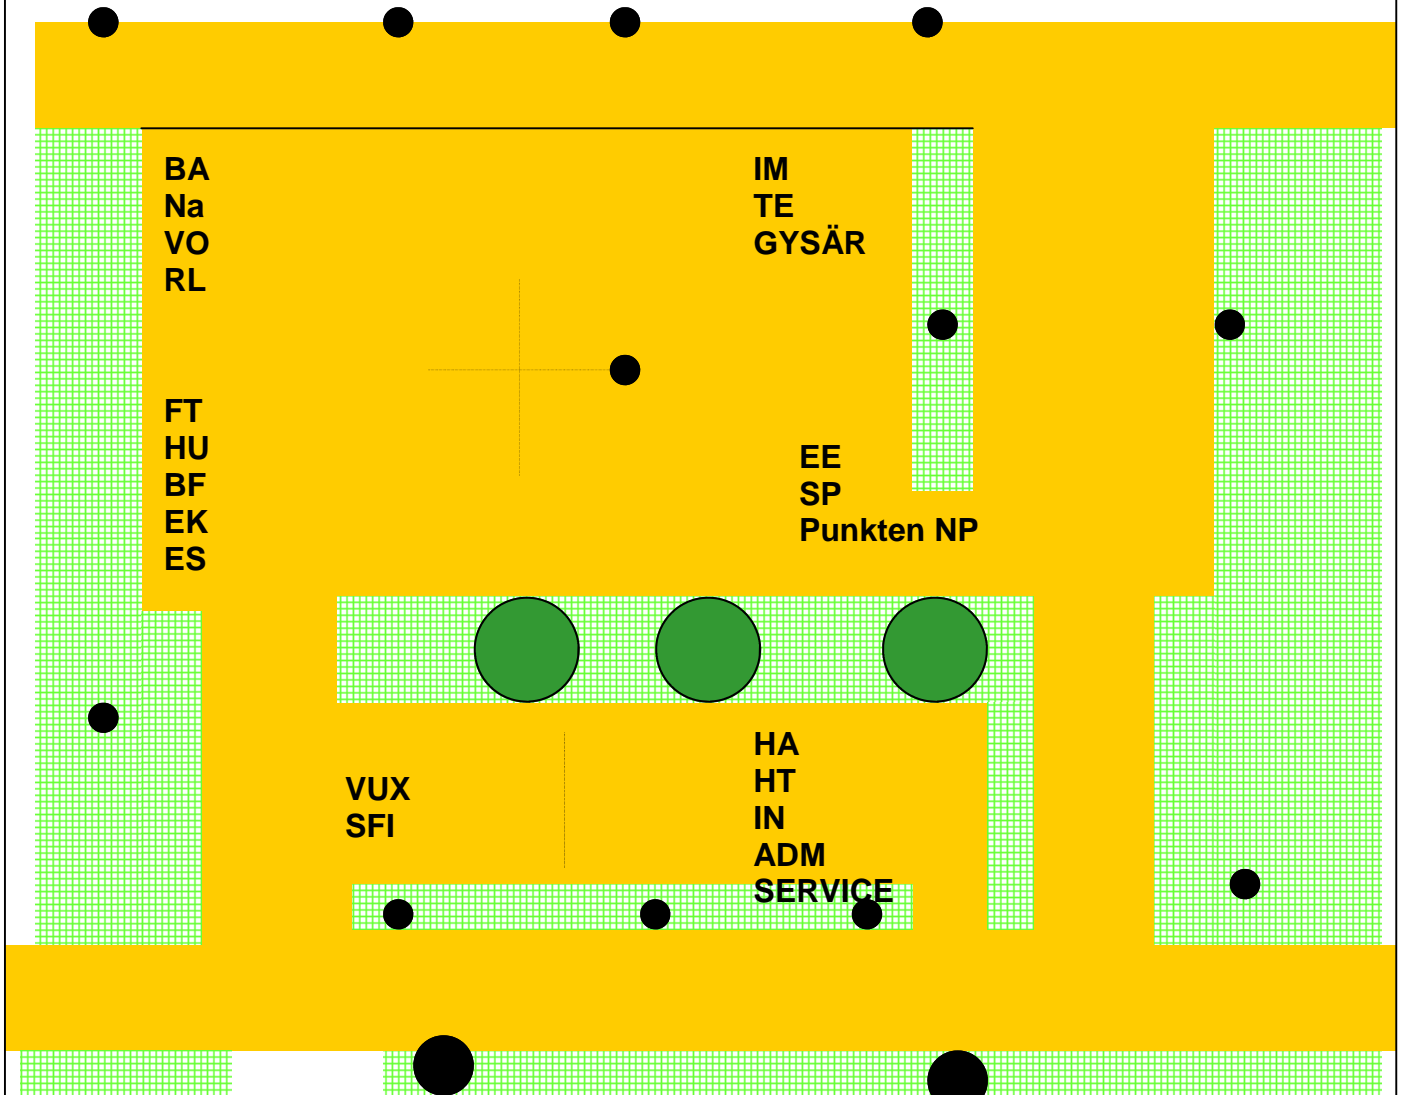 BA
Na
VO
RL
IM
TE
GYSÄR
FT
HU
BF
EK
ES
EE
SP
Punkten NP
VUX
SFI
HA
HT
IN
ADM
SERVICE